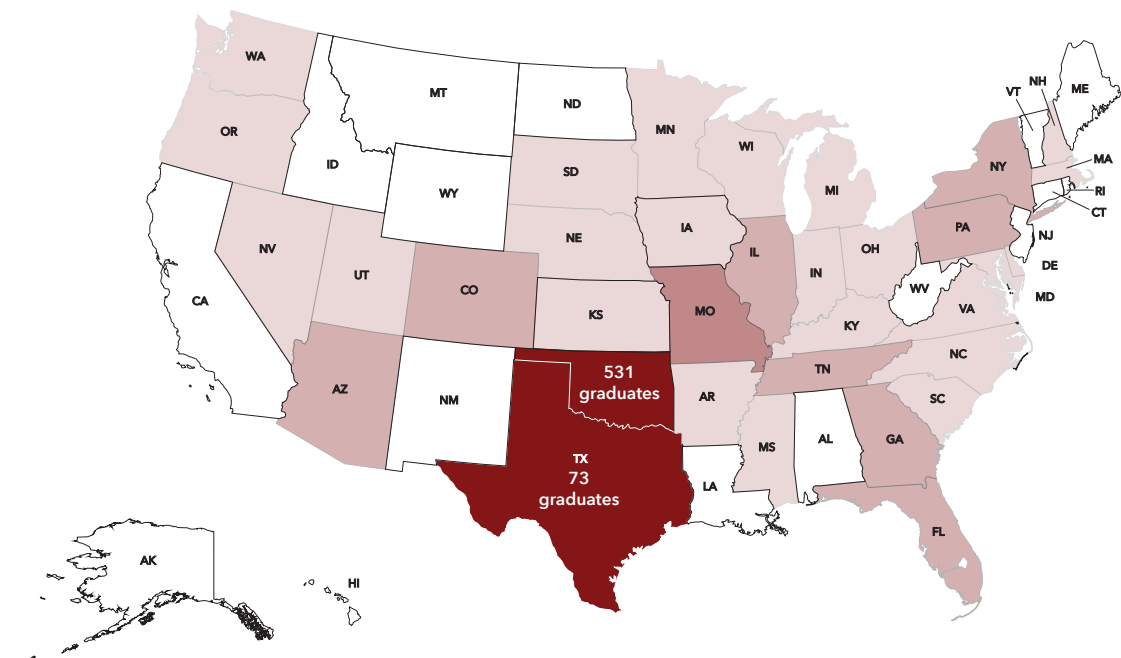 WA
MT
ND
MN
VT
NH
ME
OR
ID
WY
SD
WI
MI
NY
MA
RI
CT
NV
UT
CO
NE
IA
IL
IN
OH
PA
NJ
DE
MD
CA
KS
MO
KY
WV
VA
AZ
NM
531
graduates
AR
TN
NC
SC
TX
73
graduates
LA
MS
AL
GA
FL
AK
HI